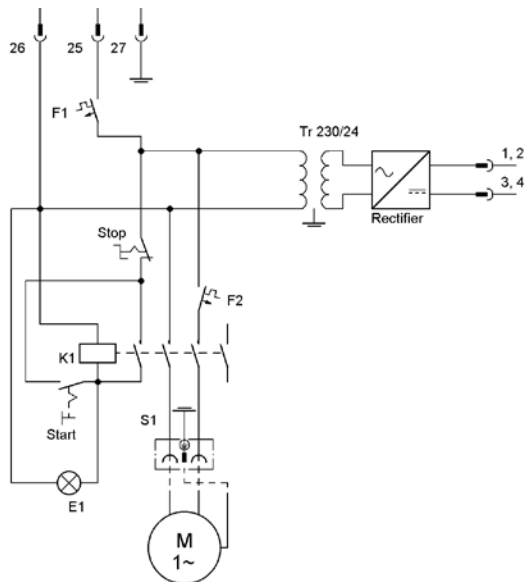 26 25 27
F1
Tr 230/24
1, 2
3, 4
Rectifier
Stop
F2
K1
S1
Start
E1
M
1~